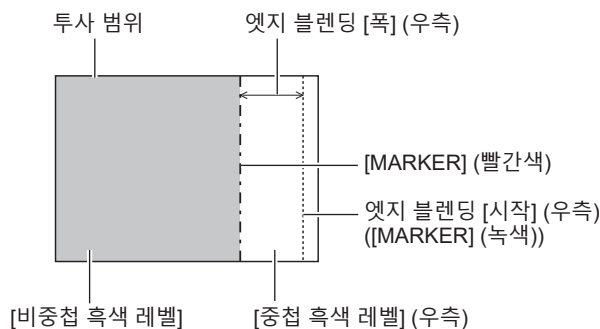 투사 범위
엣지 블렌딩 [폭] (우측)
[MARKER] (빨간색)
엣지 블렌딩 [시작] (우측)
([MARKER] (녹색))
[비중첩 흑색 레벨]
[중첩 흑색 레벨] (우측)